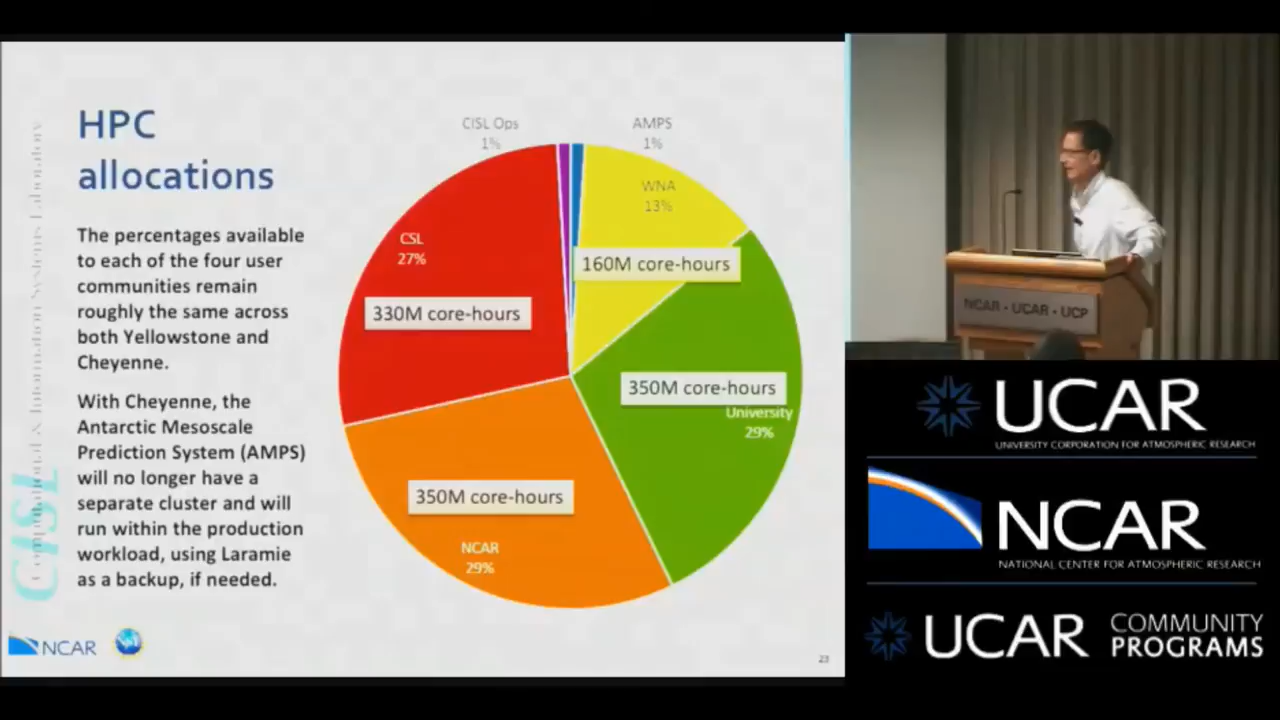 HPC
allocations
The percentages available
to each of the four user
communities remain
roughly the same across
both Yellowstone and
Cheyenne.
With Cheyenne, the
Antarctic Mesoscale
Prediction System (AMPS)
will no longer have a
separate cluster and will
run within the production
workload, using Laramie
as a backup, if needed.
CISL
Computational & Information Systems Laboratory
CISL Ops
1%
AMPS
1%
WNA
13%
160M core-hours
CSL
27%
330M core-hours
350M core-hours
University
29%
350M core-hours
NCAR
29%
NCAR
23
NCAR - UCAR - UCP
UCAR
UNIVERSITY CORPORATION FOR ATMOSPHERIC RESEARCH
NCAR
NATIONAL CENTER FOR ATMOSPHERIC RESEARCH
UCAR COMMUNITY
PROGRAMS